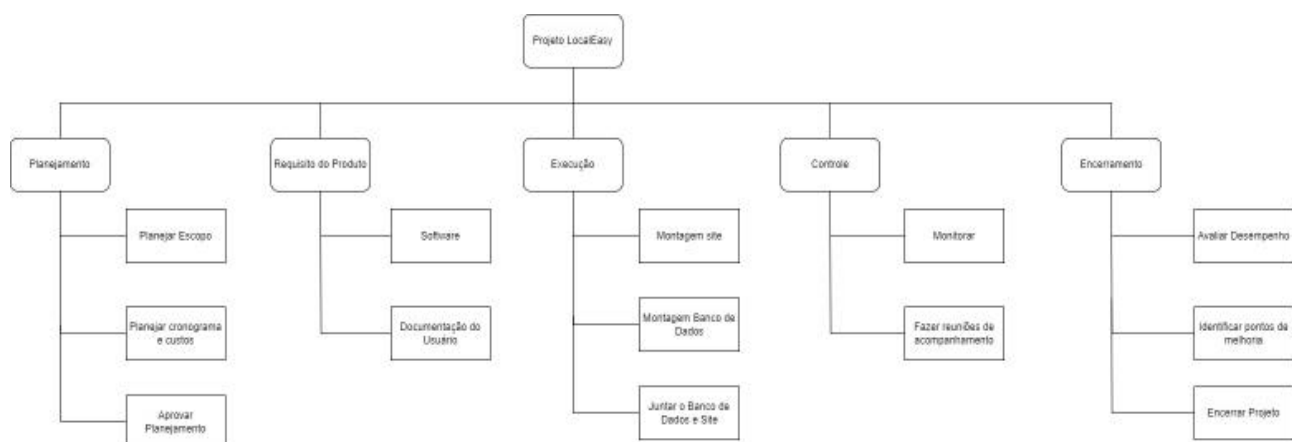 Projeto LocalEasy
Planejamento
Requisito do Produto
Execução
Controle
Encerramento
Planejar Escopo
Software
Montagem site
Monitorar
Avaliar Desempenho
Planejar cronograma
e custos
Documentação do
Usuário
Montagem Banco de
Dados
Fazer reuniões de
acompanhamento
Identificar pontos de
melhoria
Aprovar
Planejamento
Juntar o Banco de
Dados e Site
Encerrar Projeto